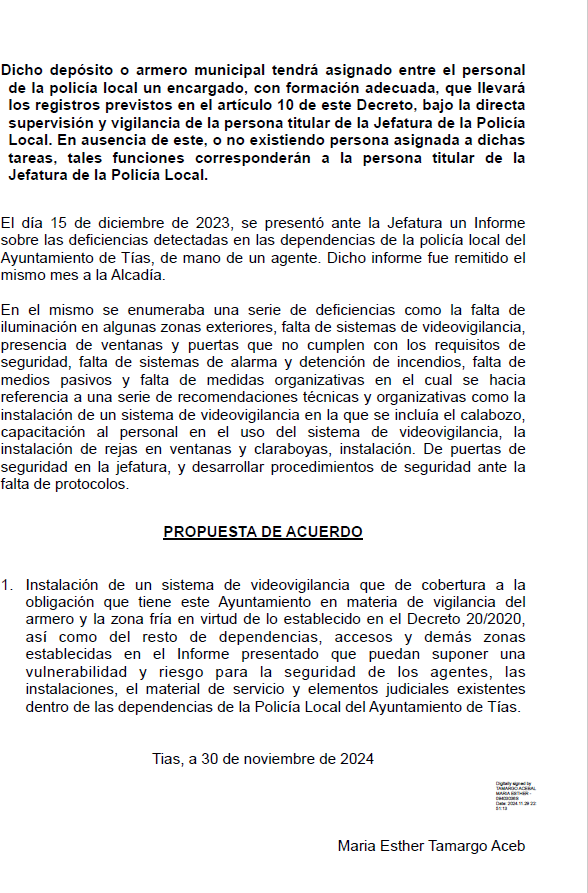 Dicho depósito o armero municipal tendrá asignado entre el personal
de la policía local un encargado, con formación adecuada, que llevará
los registros previstos en el artículo 10 de este Decreto, bajo la directa
supervisión y vigilancia de la persona titular de la Jefatura de la Policía
Local. En ausencia de este, o no existiendo persona asignada a dichas
tareas, tales funciones corresponderán a la persona titular de la
Jefatura de la Policía Local.
El día 15 de diciembre de 2023, se presentó ante la Jefatura un Informe
sobre las deficiencias detectadas en las dependencias de la policía local del
Ayuntamiento de Tías, de mano de un agente. Dicho informe fue remitido el
mismo mes a la Alcadía.
En el mismo se enumeraba una serie de deficiencias como la falta de
iluminación en algunas zonas exteriores, falta de sistemas de videovigilancia,
presencia de ventanas y puertas que no cumplen con los requisitos de
seguridad, falta de sistemas de alarma y detención de incendios, falta de
medios pasivos y falta de medidas organizativas en el cual se hacia
referencia a una serie de recomendaciones técnicas y organizativas como la
instalación de un sistema de videovigilancia en la que se incluía el calabozo,
capacitación al personal en el uso del sistema de videovigilancia, la
instalación de rejas en ventanas y claraboyas, instalación. De puertas de
seguridad en la jefatura, y desarrollar procedimientos de seguridad ante la
falta de protocolos.
PROPUESTA DE ACUERDO
1. Instalación de un sistema de videovigilancia que de cobertura a la
obligación que tiene este Ayuntamiento en materia de vigilancia del
armero y la zona fría en virtud de lo establecido en el Decreto 20/2020,
así como del resto de dependencias, accesos y demás zonas
establecidas en el Informe presentado que puedan suponer una
vulnerabilidad y riesgo para la seguridad de los agentes, las
instalaciones, el material de servicio y elementos judiciales existentes
dentro de las dependencias de la Policía Local del Ayuntamiento de Tías.
Tias, a 30 de noviembre de 2024
Digitally signed by
TAMARGO ACEBAL
MARIA ESTHER -
Date: 2024.11.29 22:
51:13
Maria Esther Tamargo Aceb